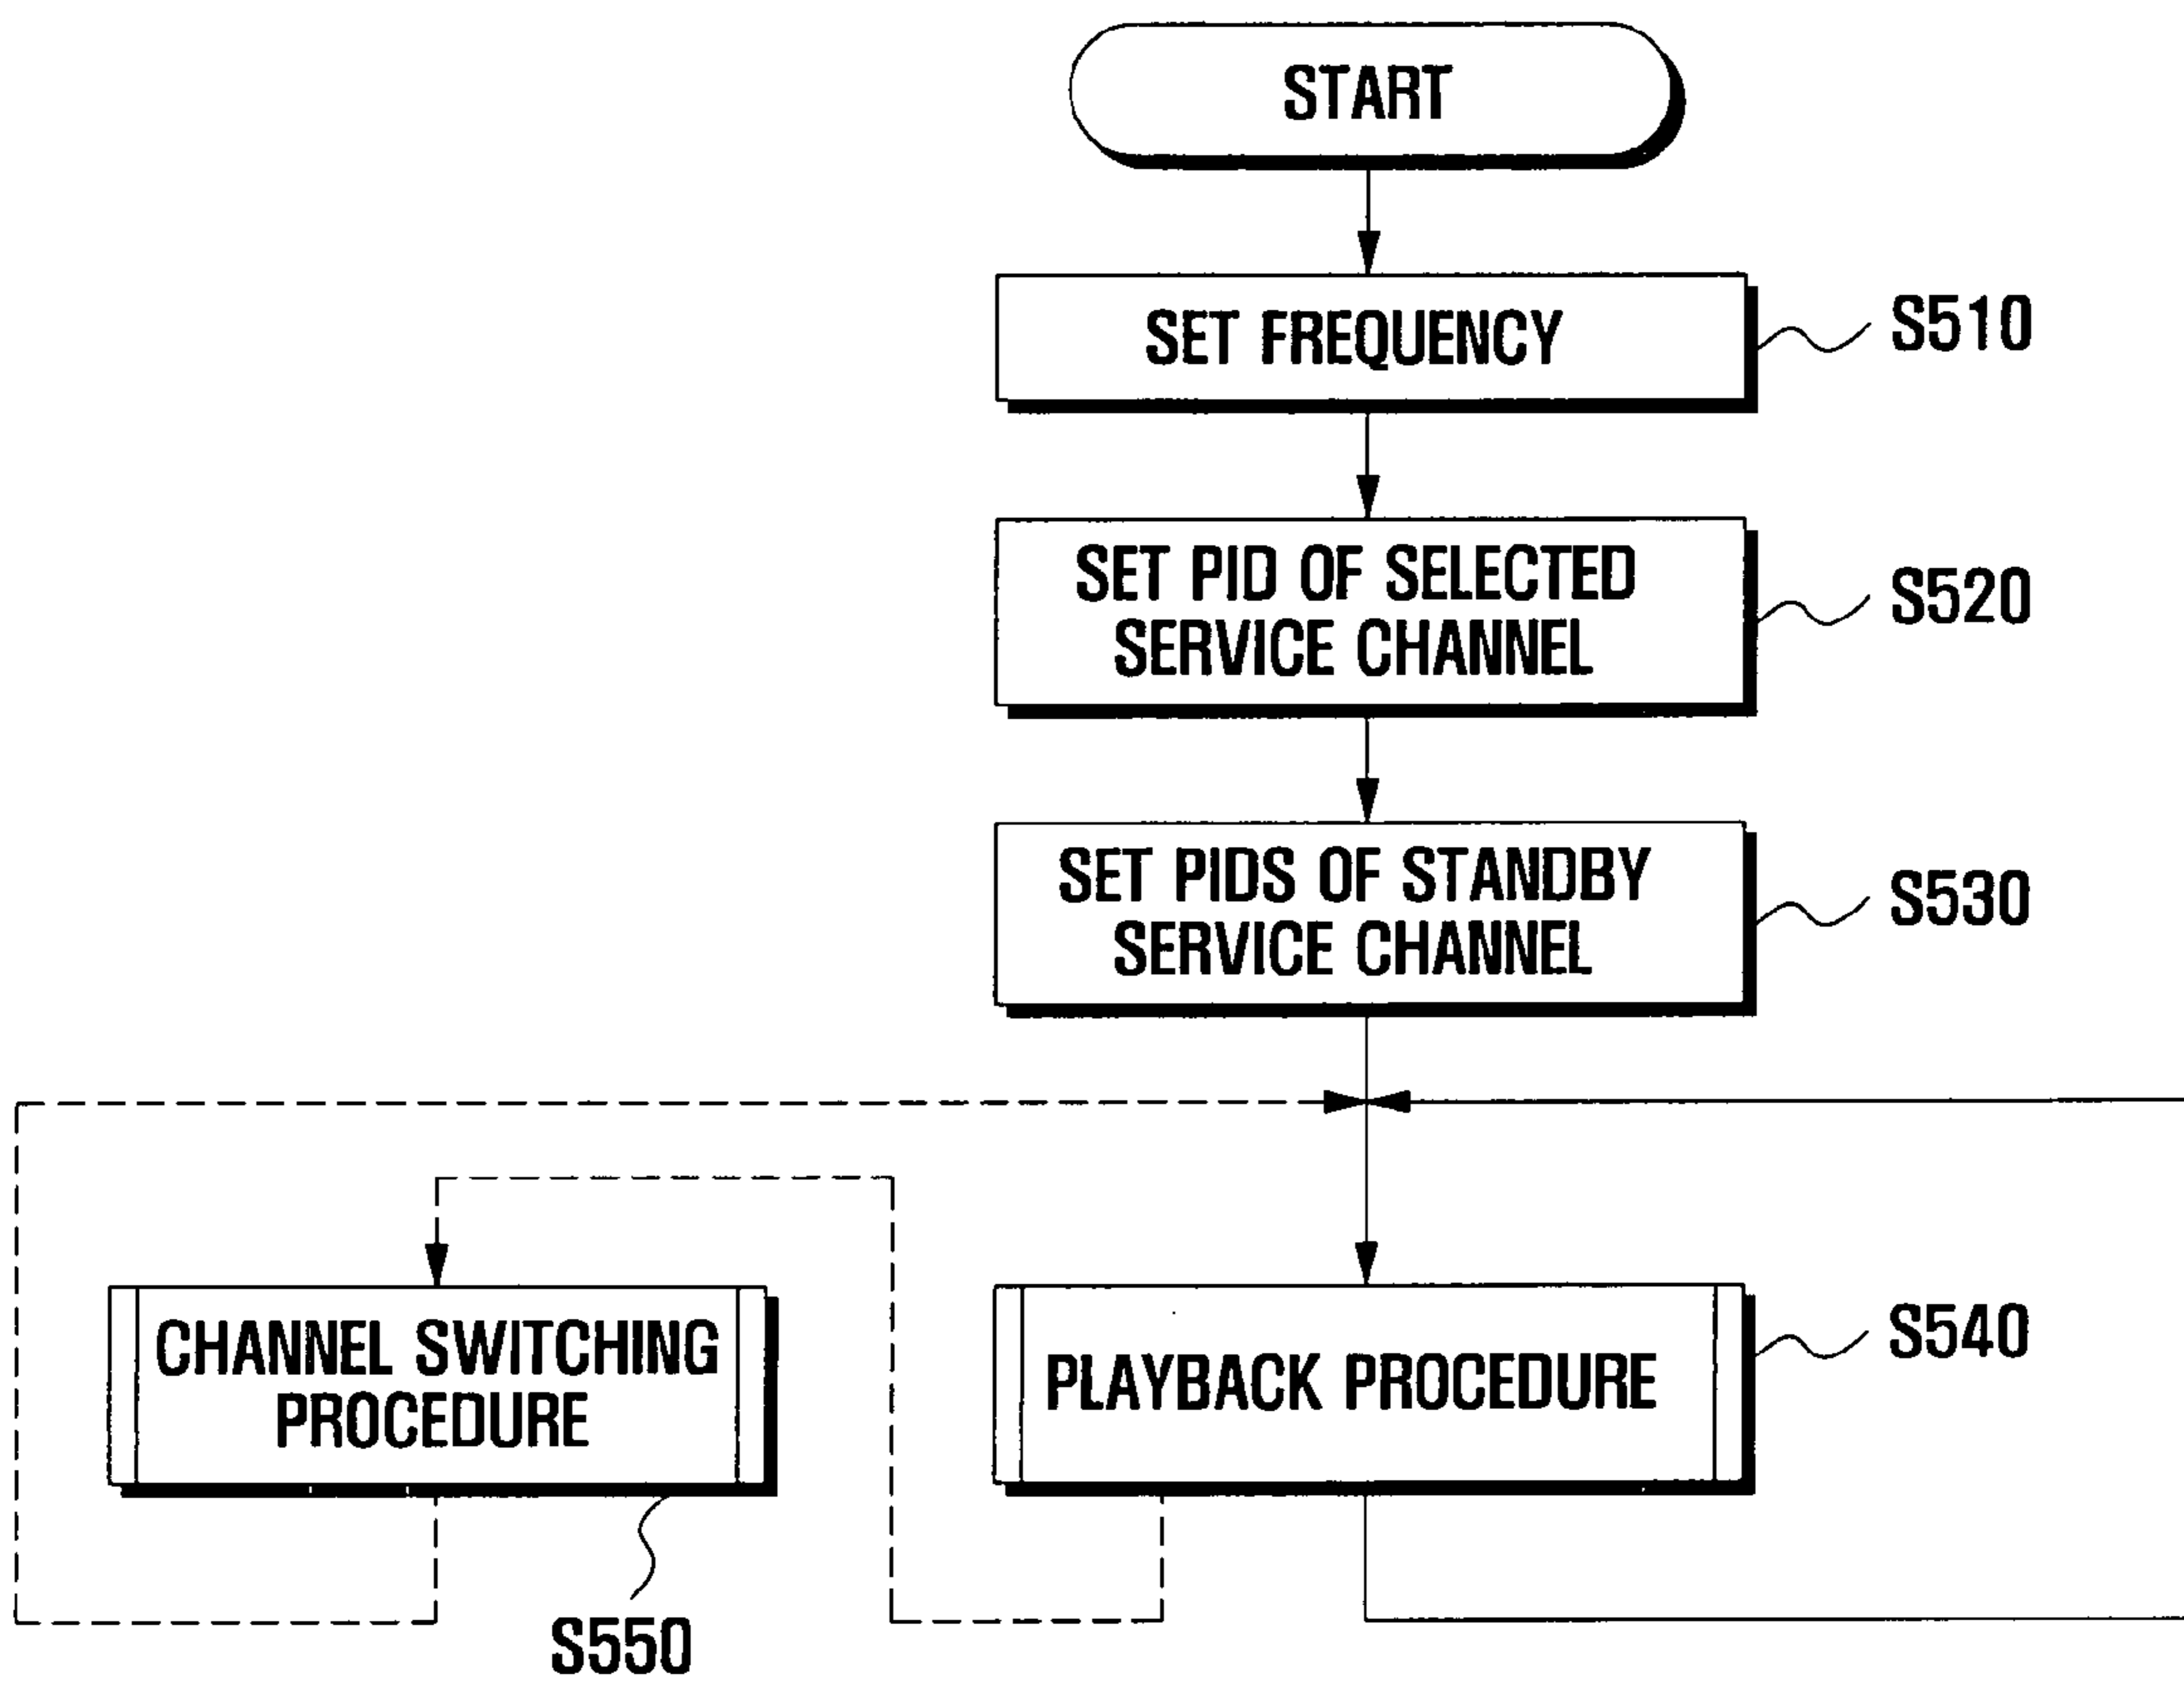 START
SET FREQUENCY
S510
SET PID OF SELECTED
SERVICE CHANNEL
S520
SET PIDS OF STANDBY
SERVICE CHANNEL
S530
CHANNEL SWITCHING
PROCEDURE
S550
PLAYBACK PROCEDURE
S540